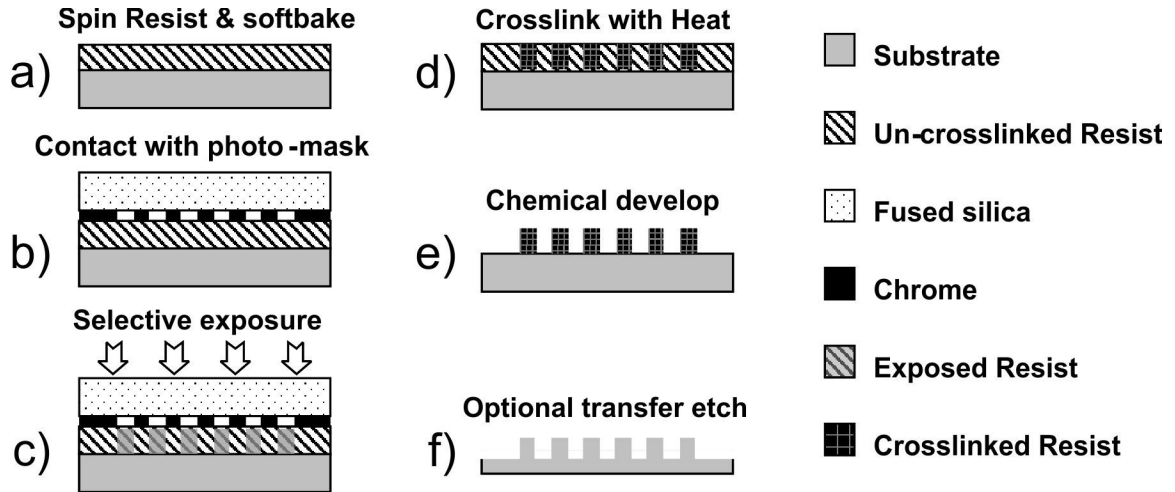 Spin Resist & softbake
a)
Contact with photo-mask
b)
Selective exposure
c)
Crosslink with Heat
d)
Chemical develop
e)
Optional transfer etch
f)
Substrate
Un-crosslinked Resist
Fused silica
Chrome
Exposed Resist
Crosslinked Resist